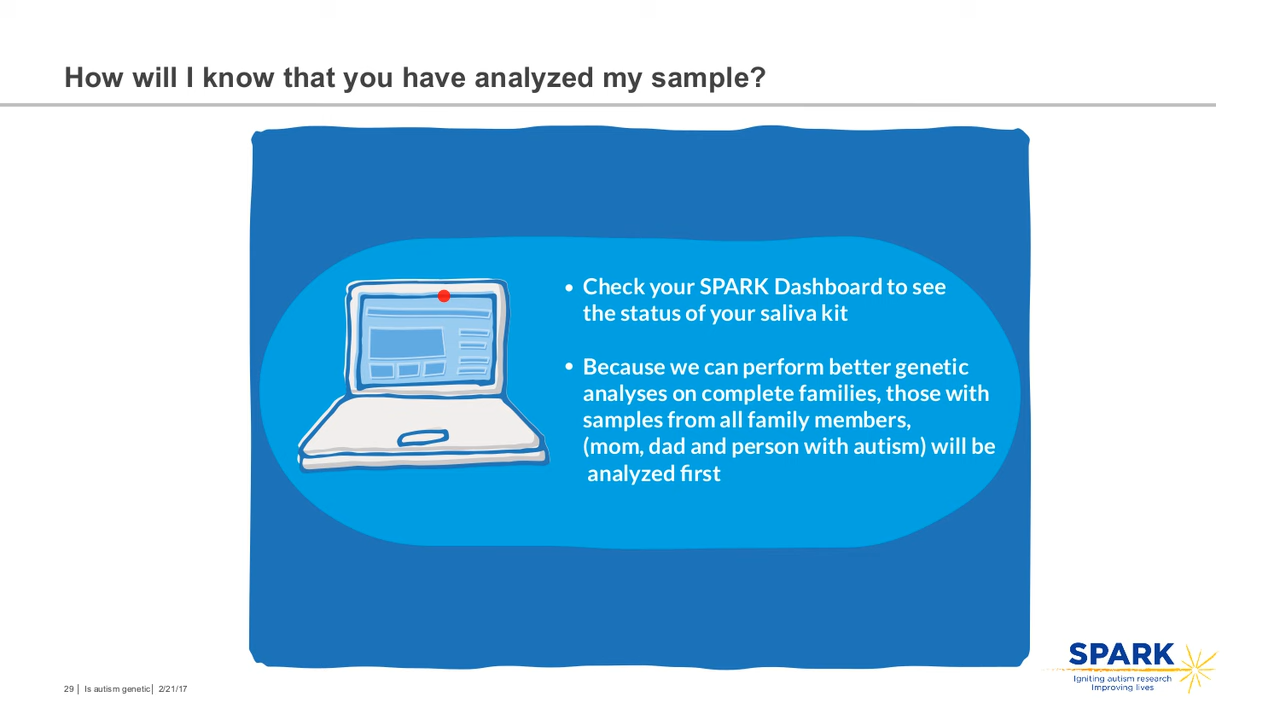 How will I know that you have analyzed my sample?
• Check your SPARK Dashboard to see
the status of your saliva kit
• Because we can perform better genetic
analyses on complete families, those with
samples from all family members,
(mom, dad and person with autism) will be
analyzed first
29 | Is autism genetic| 2/21/17
SPARK
Igniting autism research
Improving lives